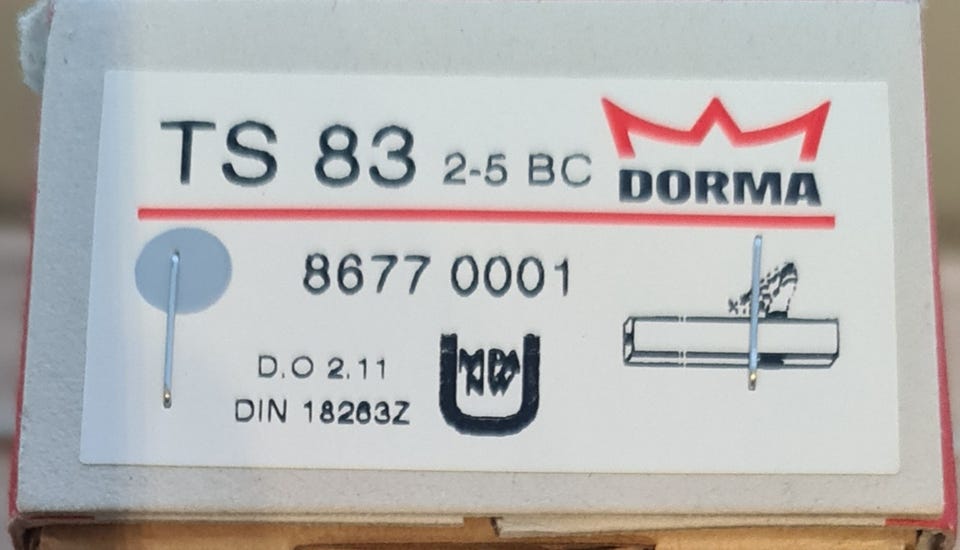 TS 83 2-5 BC
DORMA
8677 0001
D.O 2.11
DIN 18263Z